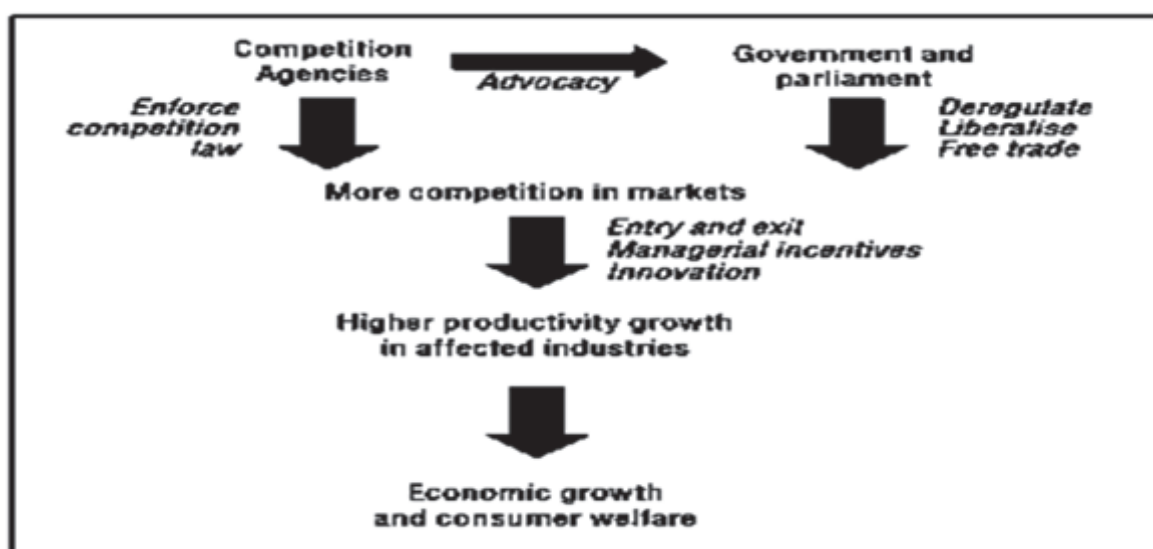 Competition
Agencies
Advocacy
Government and
parliament
Enforce
competition
law
Deregulate
Liberalise
Free trade
More competition in markets
Entry and exit
Managerial incentives
Innovation
Higher productivity growth
in affected industries
Economic growth
and consumer welfare